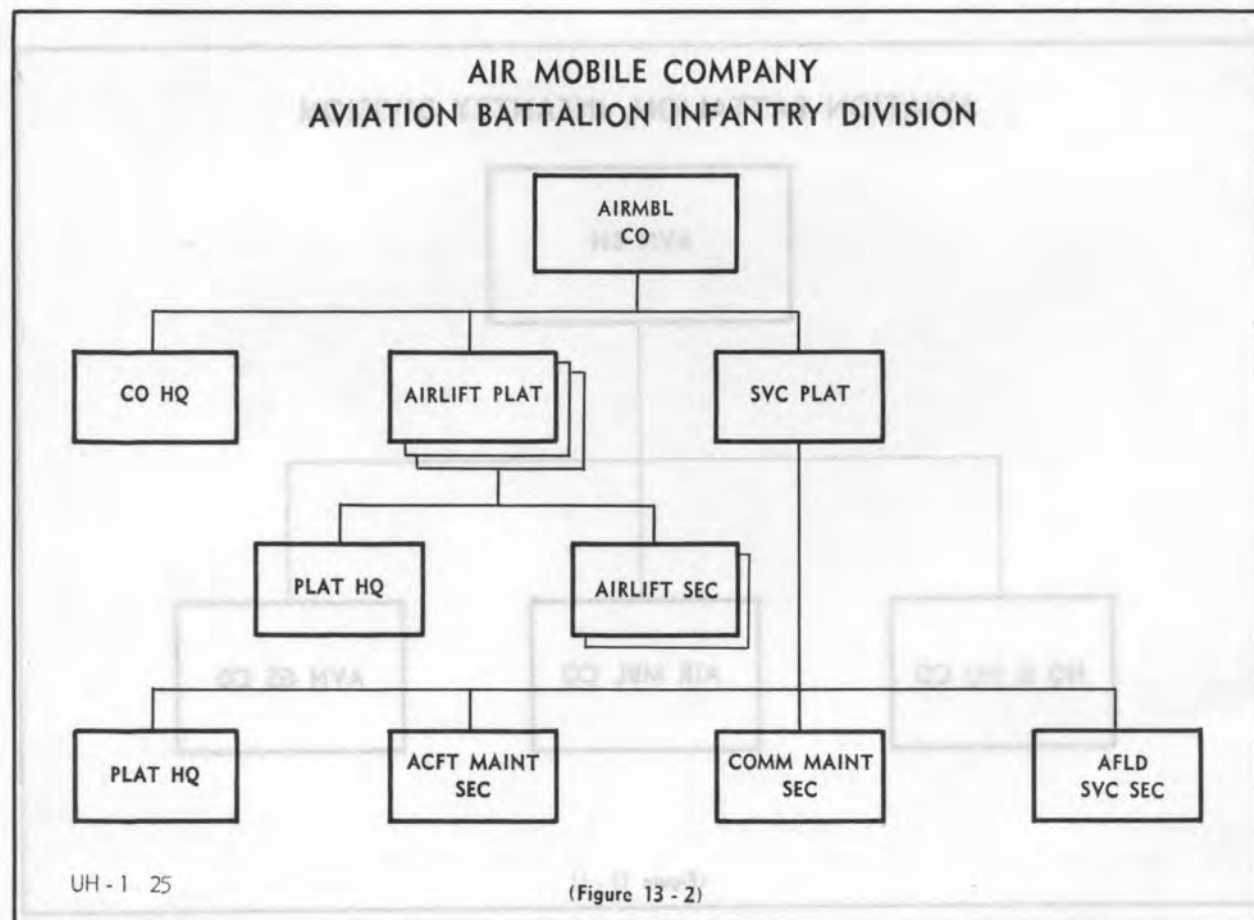 AIR MOBILE COMPANY
AVIATION BATTALION INFANTRY DIVISION
AIRMBL
CO
CO HQ
AIRLIFT PLAT
SVC PLAT
PLAT HQ
AIRLIFT SEC
PLAT HQ
ACFT MAINT
SEC
COMM MAINT
SEC
AFLD
SVC SEC
UH - 1 25
(Figure 13 - 2)